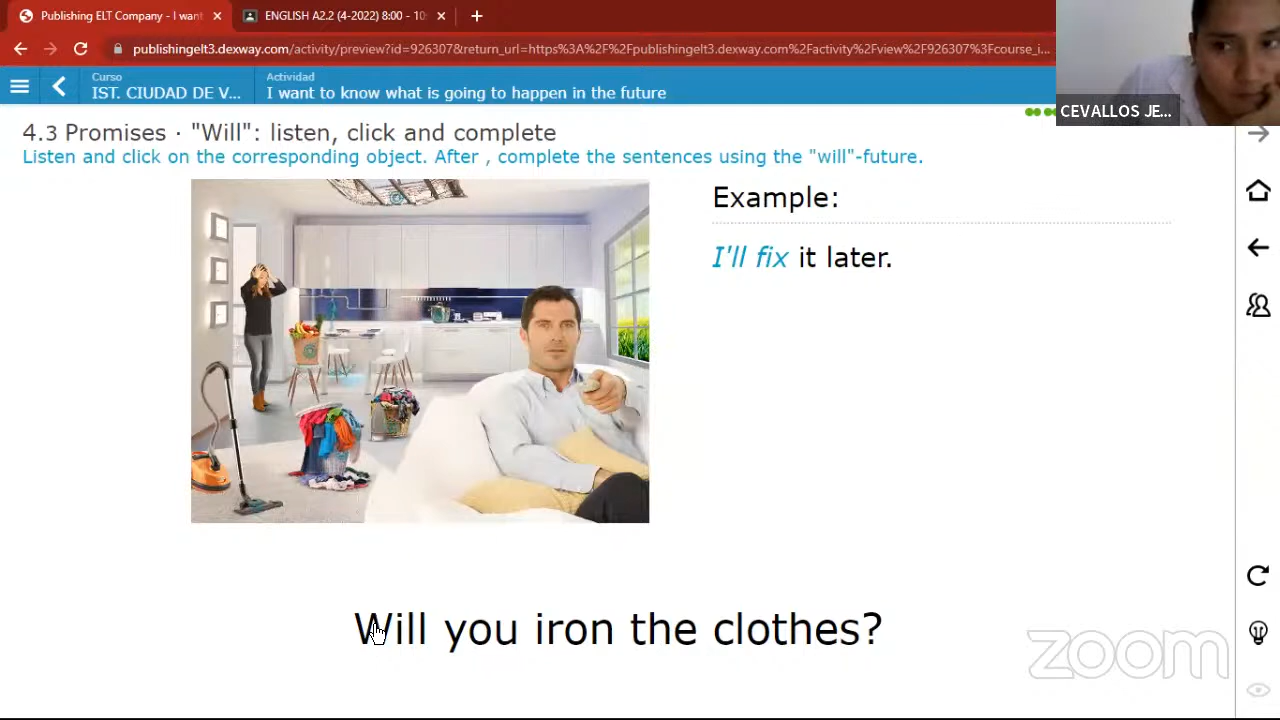 Publishing ELT Company - I want
ENGLISH A2.2 (4-2022) 8:00 - 10:
publishingelt3.dexway.com/activity/preview?id=926307&return_url=https%3A%2F%2Fpublishingelt3.dexway.com%2Factivity%2Fview%2F926307%3Fcourse_i...
Curso
IST. CIUDAD DE V...
Actividad
I want to know what is going to happen in the future
CEVALLOS JE...
4.3 Promises · "Will": listen, click and complete
Listen and click on the corresponding object. After , complete the sentences using the "will"-future.
Example:
I'll fix it later.
Will you iron the clothes?
zoom